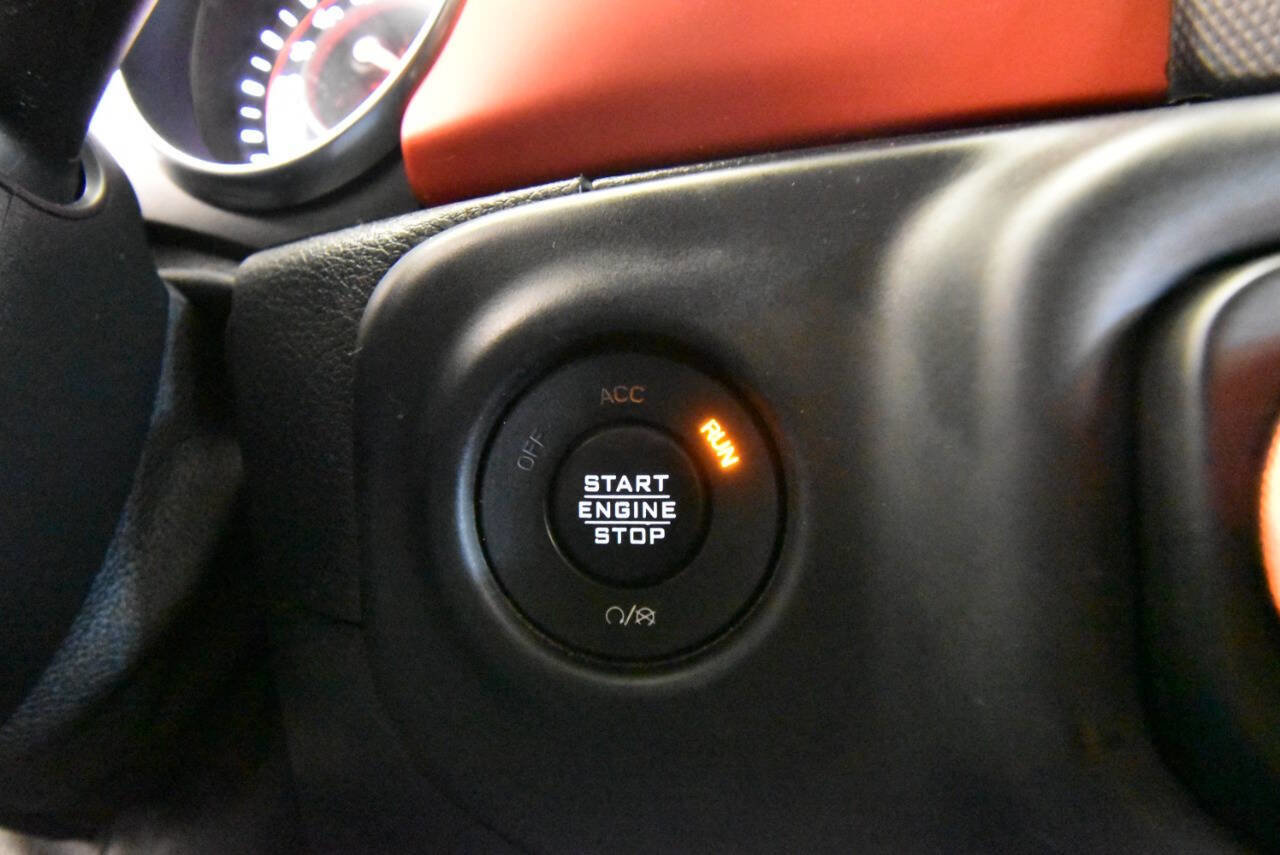 ACC
OFF
RUN
START
ENGINE
STOP